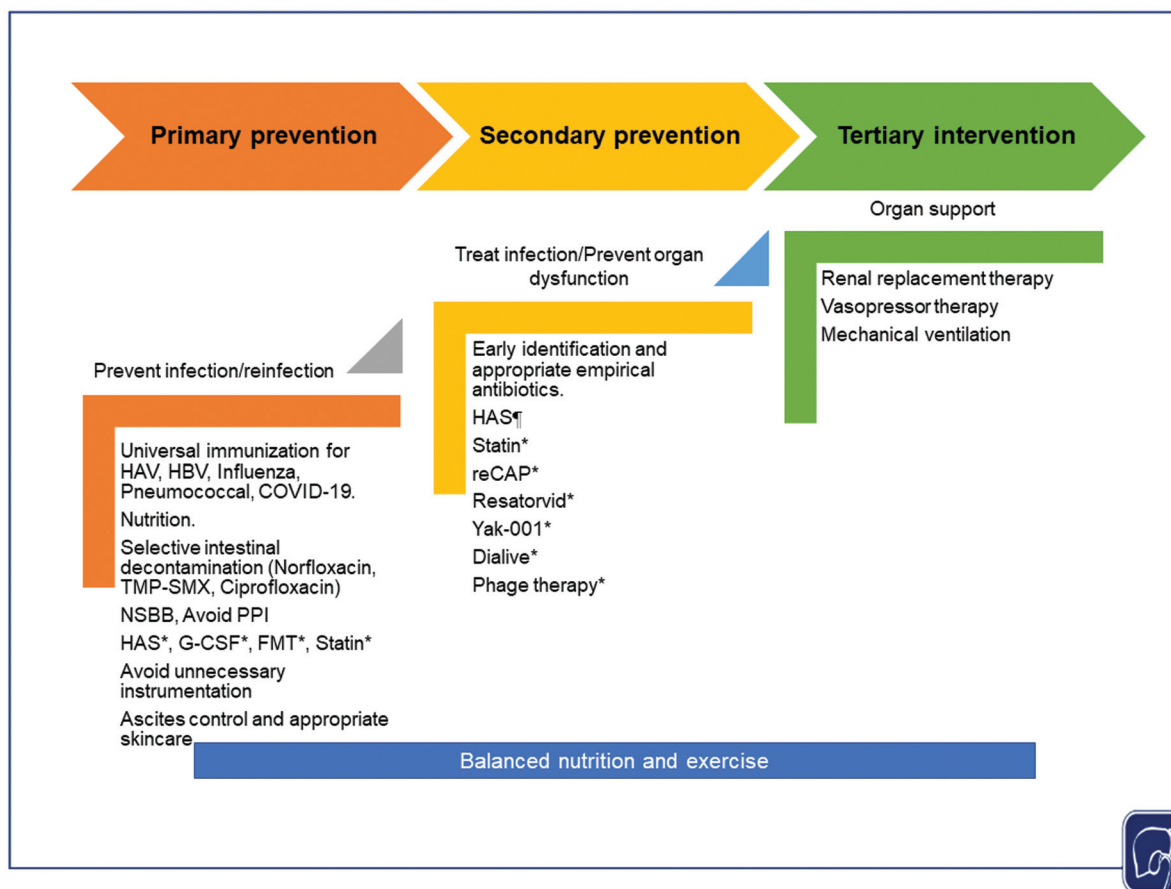 Primary prevention
Secondary prevention
Tertiary intervention
Prevent infection/reinfection
Universal immunization for
HAV, HBV, Influenza,
Pneumococcal, COVID-19.
Nutrition.
Selective intestinal
decontamination (Norfloxacin,
TMP-SMX, Ciprofloxacin)
NSBB, Avoid PPI
HAS*, G-CSF*, FMT*, Statin*
Avoid unnecessary
instrumentation
Ascites control and appropriate
skincare
Treat infection/Prevent organ
dysfunction
Early identification and
appropriate empirical
antibiotics.
HAS¶
Statin*
reCAP*
Resatorvid*
Yak-001*
Dialive*
Phage therapy*
Organ support
Renal replacement therapy
Vasopressor therapy
Mechanical ventilation
Balanced nutrition and exercise